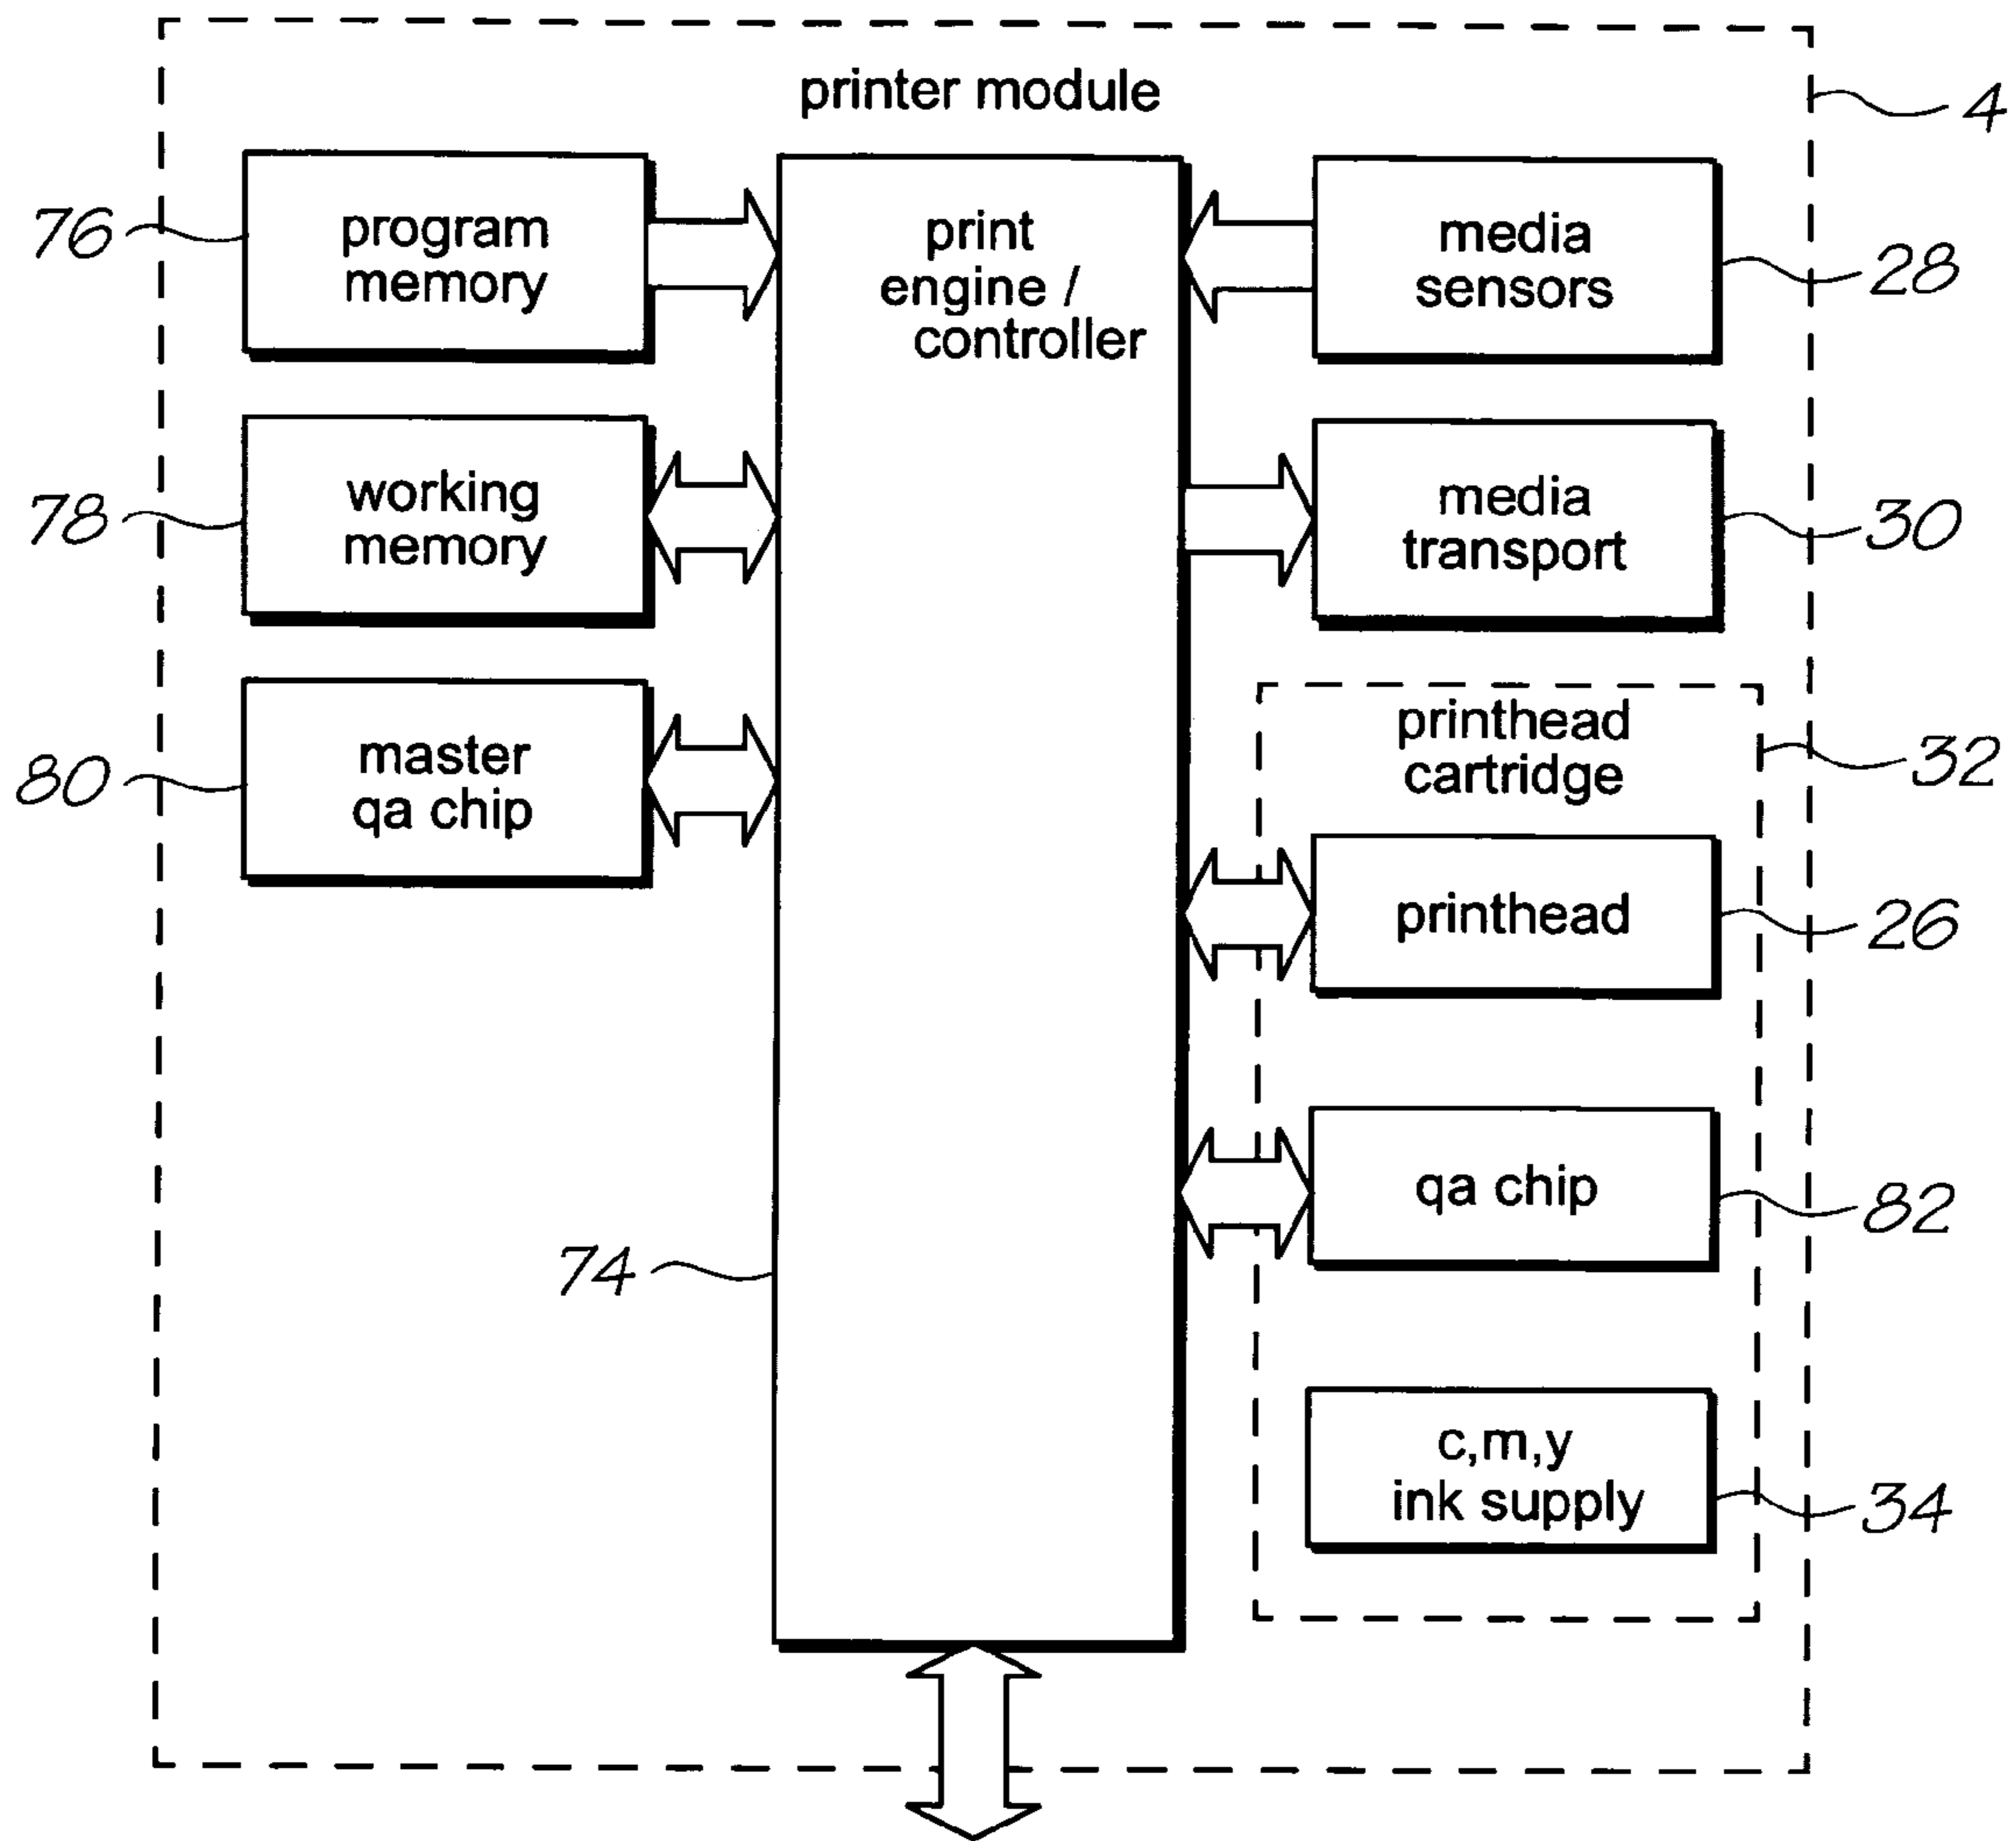 printer module
4
76
program
memory
print
engine /
controller
media
sensors
28
78
working
memory
media
transport
30
80
master
qa chip
printhead
cartridge
32
printhead
26
qa chip
82
74
c,m,y
ink supply
34